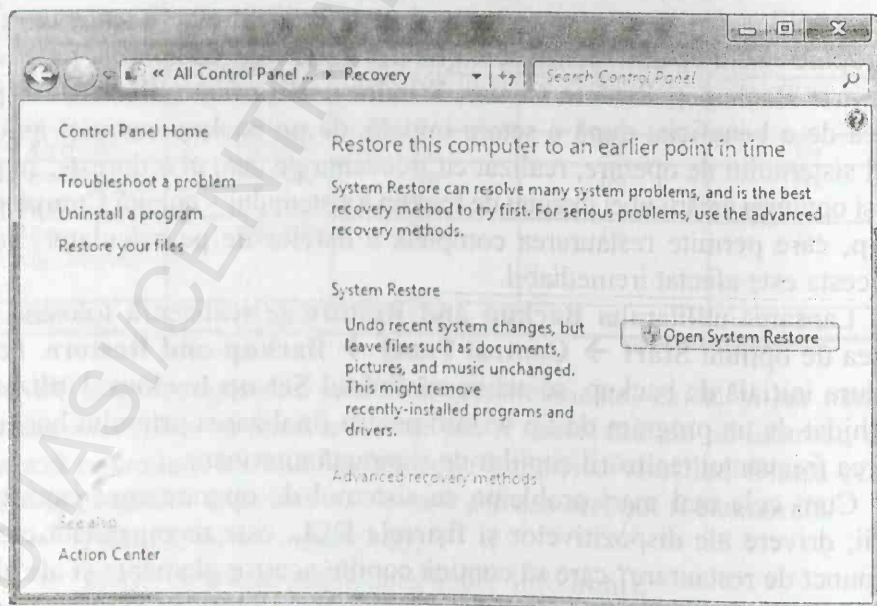 « All Control Panel ... ▸ Recovery
Search Control Panel
Control Panel Home
Troubleshoot a problem
Uninstall a program
Restore your files
Restore this computer to an earlier point in time
System Restore can resolve many system problems, and is the best
recovery method to try first. For serious problems, use the advanced
recovery methods.
System Restore
Undo recent system changes, but
leave files such as documents,
pictures, and music unchanged.
This might remove
recently-installed programs and
drivers.
Open System Restore
Advanced recovery methods
See also
Action Center